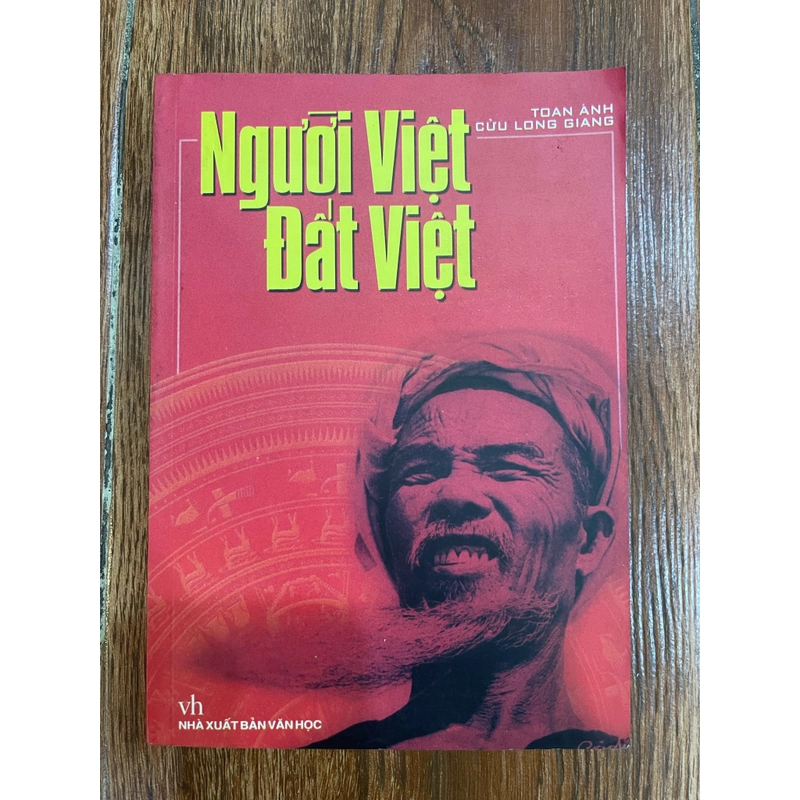 TOAN ÁNH
CỬU LONG GIANG
Người Việt
Đất Việt
vh
NHÀ XUẤT BẢN VĂN HỌC